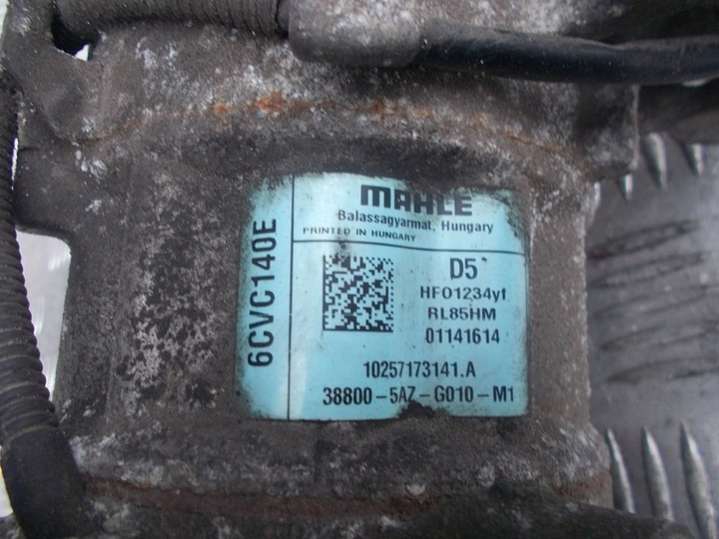 MAHLE
Balassagyarmat, Hungary
PRINTED IN HUNGARY
6CVC140E
D5
HFO1234yf
RL85HM
01141614
10257173141.A
38800-5AZ-G010-M1